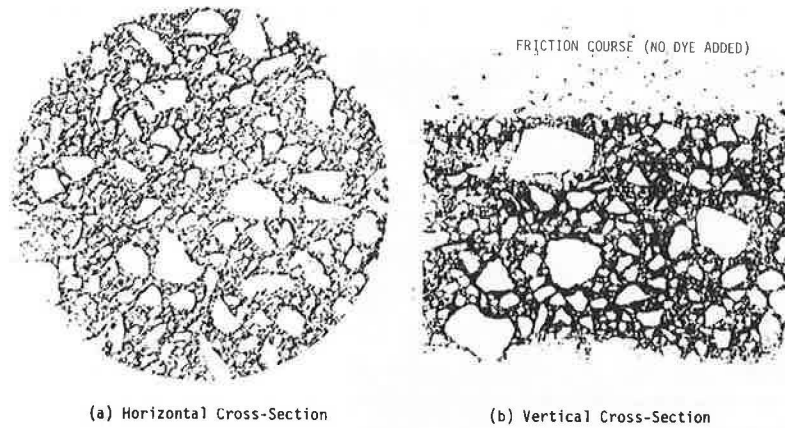 FRICTION COURSE (NO DYE ADDED)
(a) Horizontal Cross-Section
(b) Vertical Cross-Section